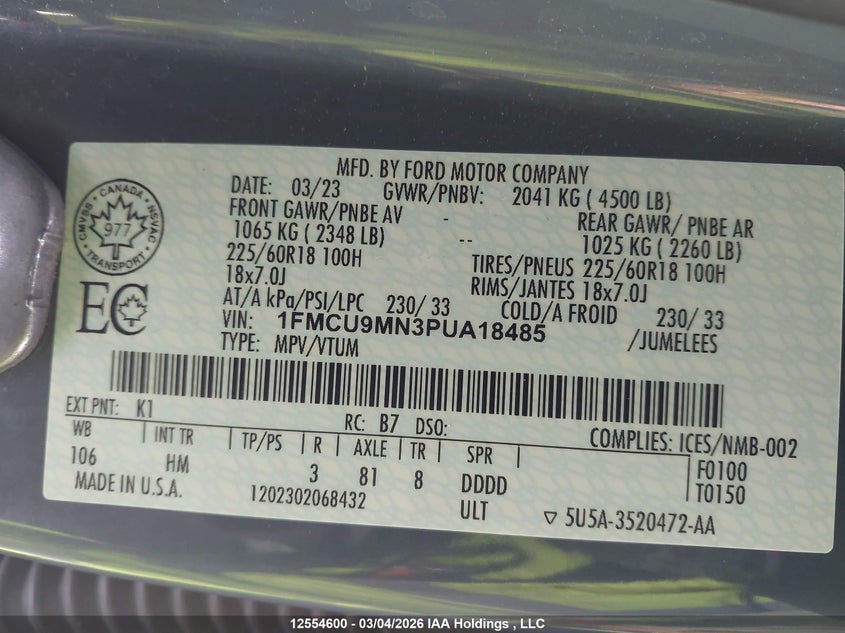 MFD. BY FORD MOTOR COMPANY
DATE: 03/23 GVWR/PNBV: 2041 KG ( 4500 LB)
FRONT GAWR/PNBE AV - REAR GAWR/ PNBE AR
1065 KG ( 2348 LB) -- 1025 KG ( 2260 LB)
225/60R18 100H TIRES/PNEUS 225/60R18 100H
18x7.0J RIMS/JANTES 18x7.0J
AT/A kPa/PSI/LPC 230/ 33 COLD/A FROID 230/ 33
VIN: 1FMCU9MN3PUA18485 /JUMELEES
TYPE: MPV/VTUM
CANADA
CMVSS NSVAC
977
TRANSPORT
EC
EXT PNT: K1 RC: B7 DSO:
COMPLIES: ICES/NMB-002
WB INT TR TP/PS R AXLE TR SPR
106 HM 3 81 8 DDDD
F0100
T0150
MADE IN U.S.A. 1202302068432 ULT 5U5A-3520472-AA
12554600 - 03/04/2026 IAA Holdings , LLC